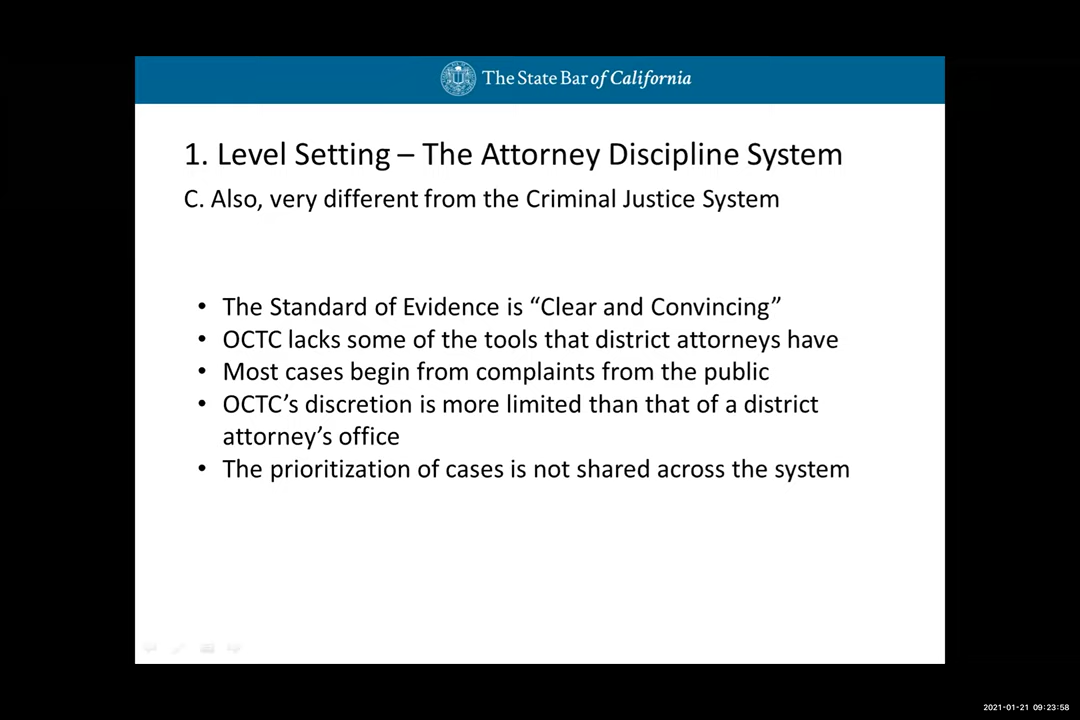 The State Bar of California
1. Level Setting – The Attorney Discipline System
C. Also, very different from the Criminal Justice System
• The Standard of Evidence is “Clear and Convincing”
• OCTC lacks some of the tools that district attorneys have
• Most cases begin from complaints from the public
• OCTC’s discretion is more limited than that of a district
attorney’s office
• The prioritization of cases is not shared across the system
2021-01-21 09:23:58